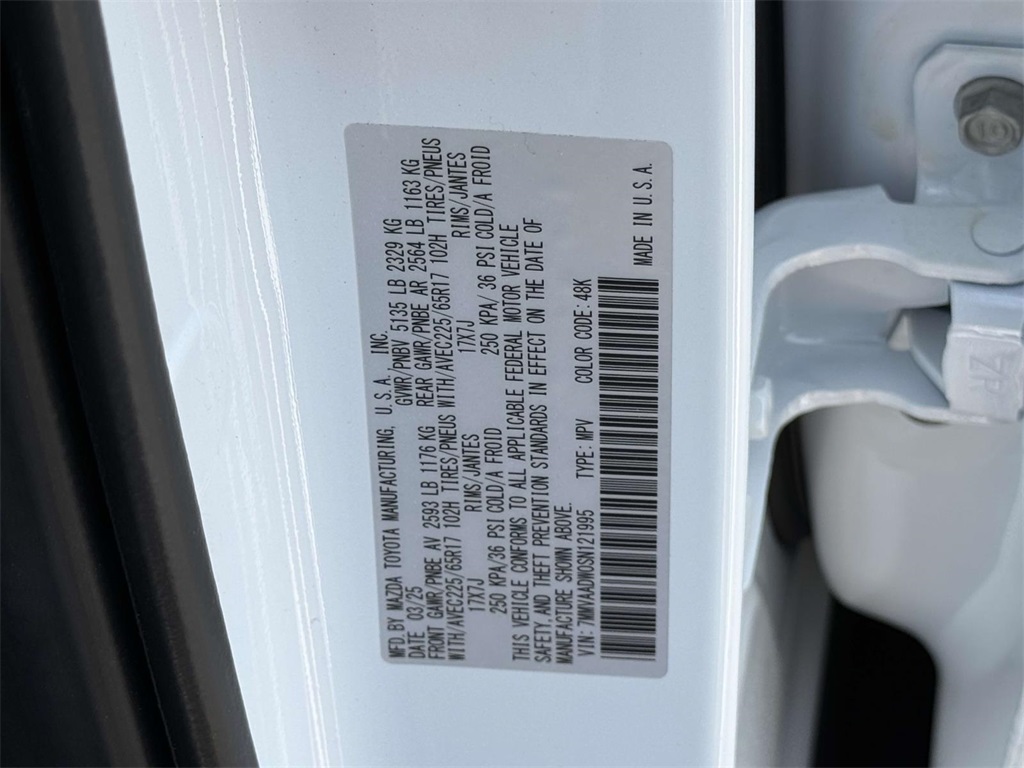 MFD. BY MAZDA TOYOTA MANUFACTURING, U.S.A., INC.
DATE 03/25 GVWR/PNBV 5135 LB 2329 KG
FRONT GAWR/PNBE AV 2593 LB 1176 KG REAR GAWR/PNBE AR 2564 LB 1163 KG
WITH/AVEC225/65R17 102H TIRES/PNEUS WITH/AVEC225/65R17 102H TIRES/PNEUS
17X7J RIMS/JANTES 17X7J RIMS/JANTES
250 KPA/36 PSI COLD/A FROID 250 KPA/ 36 PSI COLD/A FROID
THIS VEHICLE CONFORMS TO ALL APPLICABLE FEDERAL MOTOR VEHICLE
SAFETY, AND THEFT PREVENTION STANDARDS IN EFFECT ON THE DATE OF
MANUFACTURE SHOWN ABOVE.
VIN: 7MMVAADW0SN121995 TYPE: MPV COLOR CODE: 48K
MADE IN U.S.A.
10